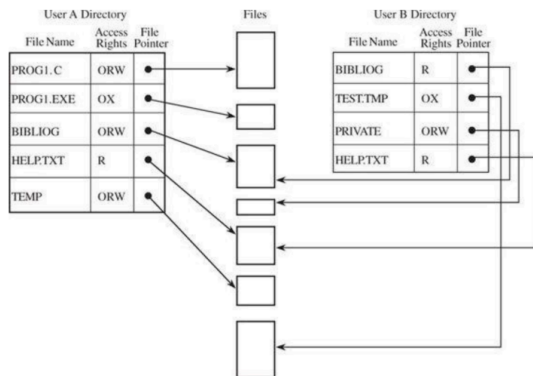 User A Directory
File Name Access Rights File Pointer
PROG1.C ORW
PROG1.EXE OX
BIBLIOG ORW
HELP.TXT R
TEMP ORW
Files
User B Directory
File Name Access Rights File Pointer
BIBLIOG R
TEST.TMP OX
PRIVATE ORW
HELP.TXT R